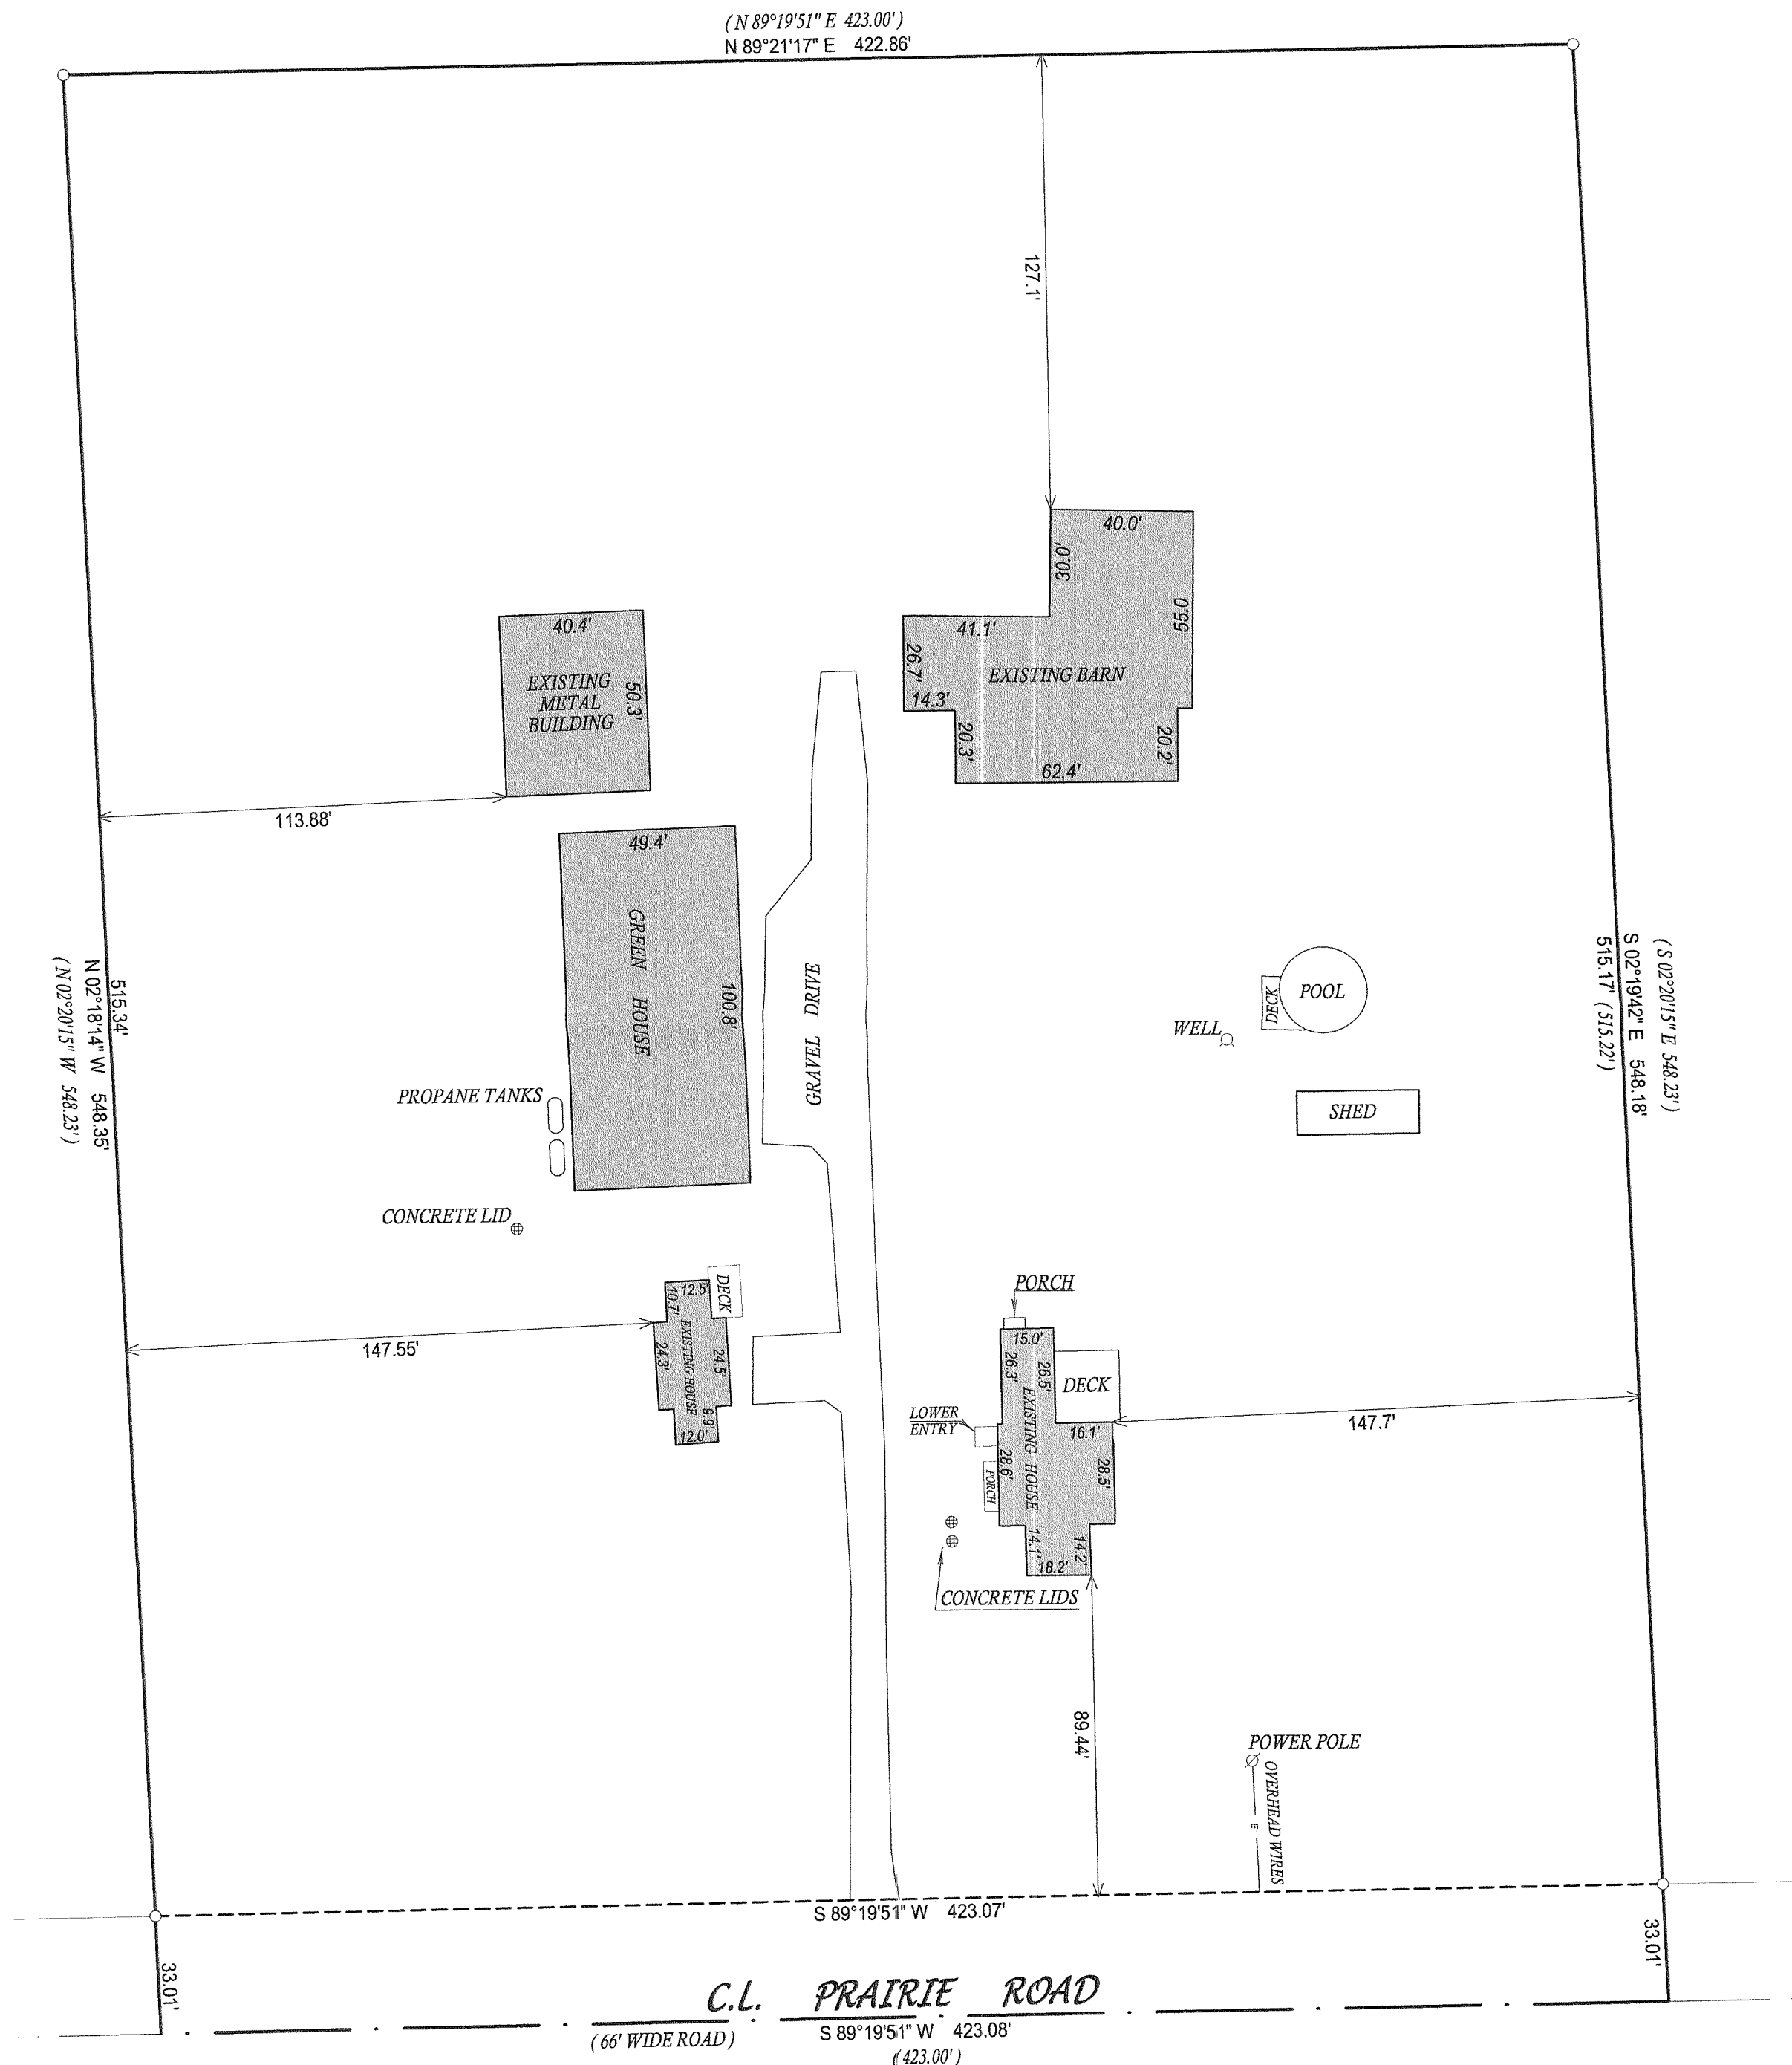 ( N 89°19'51" E 423.00' )
N 89°21'17" E 422.86'
127.1'
40.0'
30.0'
55.0
41.1'
26.7'
EXISTING BARN
14.3'
20.3'
20.2'
62.4'
40.4'
EXISTING
METAL
BUILDING
50.3'
113.88'
49.4'
GREEN HOUSE
100.8'
GRAVEL DRIVE
POOL
DECK
WELL
SHED
PROPANE TANKS
CONCRETE LID
515.34'
N 02°18'14" W 548.35'
( N 02°20'15" W 548.23' )
( S 02°20'15" E 548.23' )
S 02°19'42" E 548.18'
515.17' ( 515.22' )
12.5'
DECK
10.7'
EXISTING HOUSE
24.3'
24.5'
9.9'
12.0'
147.55'
PORCH
15.0'
26.3'
26.5'
DECK
LOWER
ENTRY
16.1'
147.7'
EXISTING HOUSE
28.6'
28.5'
PORCH
14.1'
14.2'
18.2'
CONCRETE LIDS
89.44'
POWER POLE
OVERHEAD WIRES
E
S 89°19'51" W 423.07'
33.01'
33.01'
C.L. PRAIRIE ROAD
( 66' WIDE ROAD )
S 89°19'51" W 423.08'
( 423.00' )